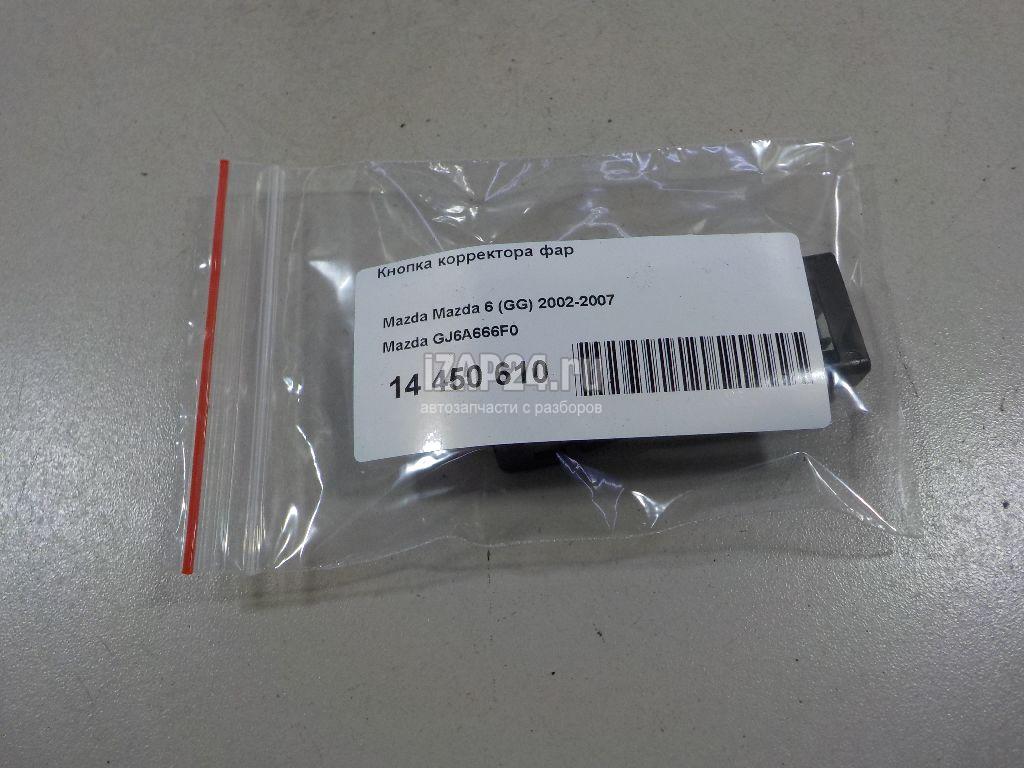 Кнопка корректора фар
Mazda Mazda 6 (GG) 2002-2007
Mazda GJ6A666F0
14 450 610
iZAP24.ru
автозапчасти с разборов